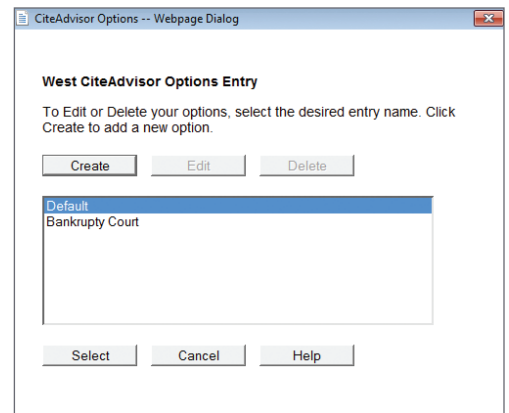 CiteAdvisor Options -- Webpage Dialog
West CiteAdvisor Options Entry
To Edit or Delete your options, select the desired entry name. Click
Create to add a new option.
Create Edit Delete
Default
Bankrupty Court
Select Cancel Help